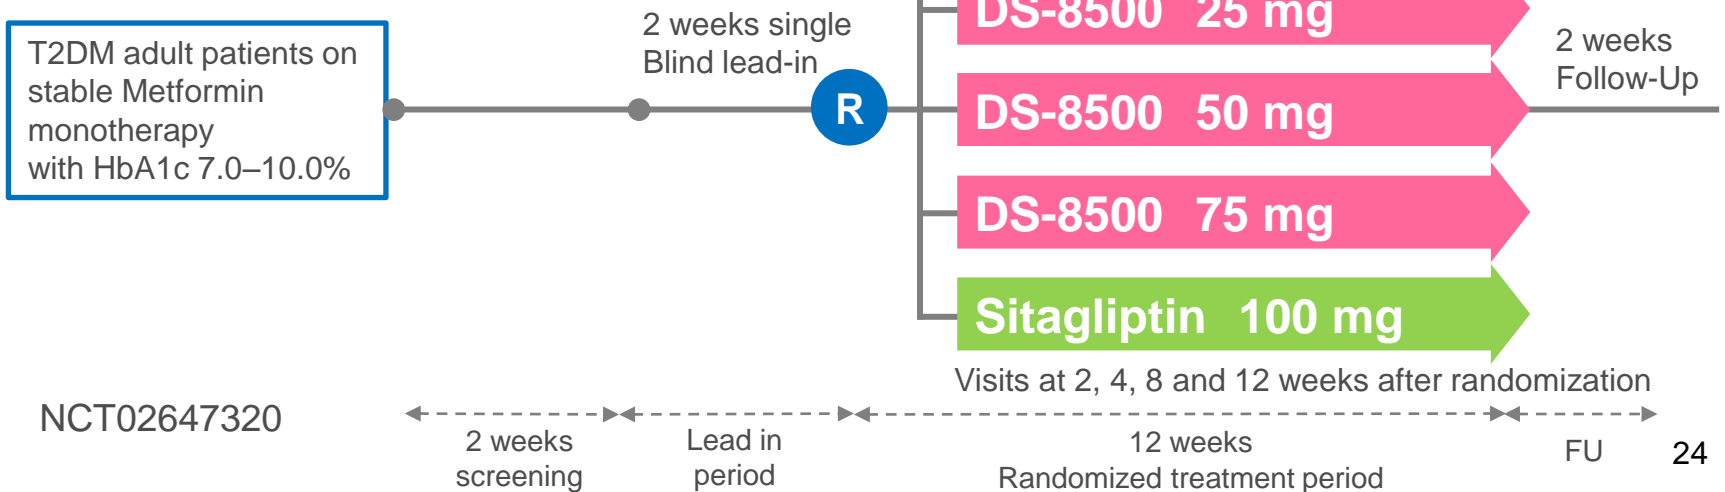 T2DM adult patients on
stable Metformin
monotherapy
with HbA1c 7.0–10.0%
2 weeks single
Blind lead-in
R
DS-8500 25 mg
DS-8500 50 mg
DS-8500 75 mg
Sitagliptin 100 mg
2 weeks
Follow-Up
Visits at 2, 4, 8 and 12 weeks after randomization
NCT02647320
2 weeks
screening
Lead in
period
12 weeks
Randomized treatment period
FU
24